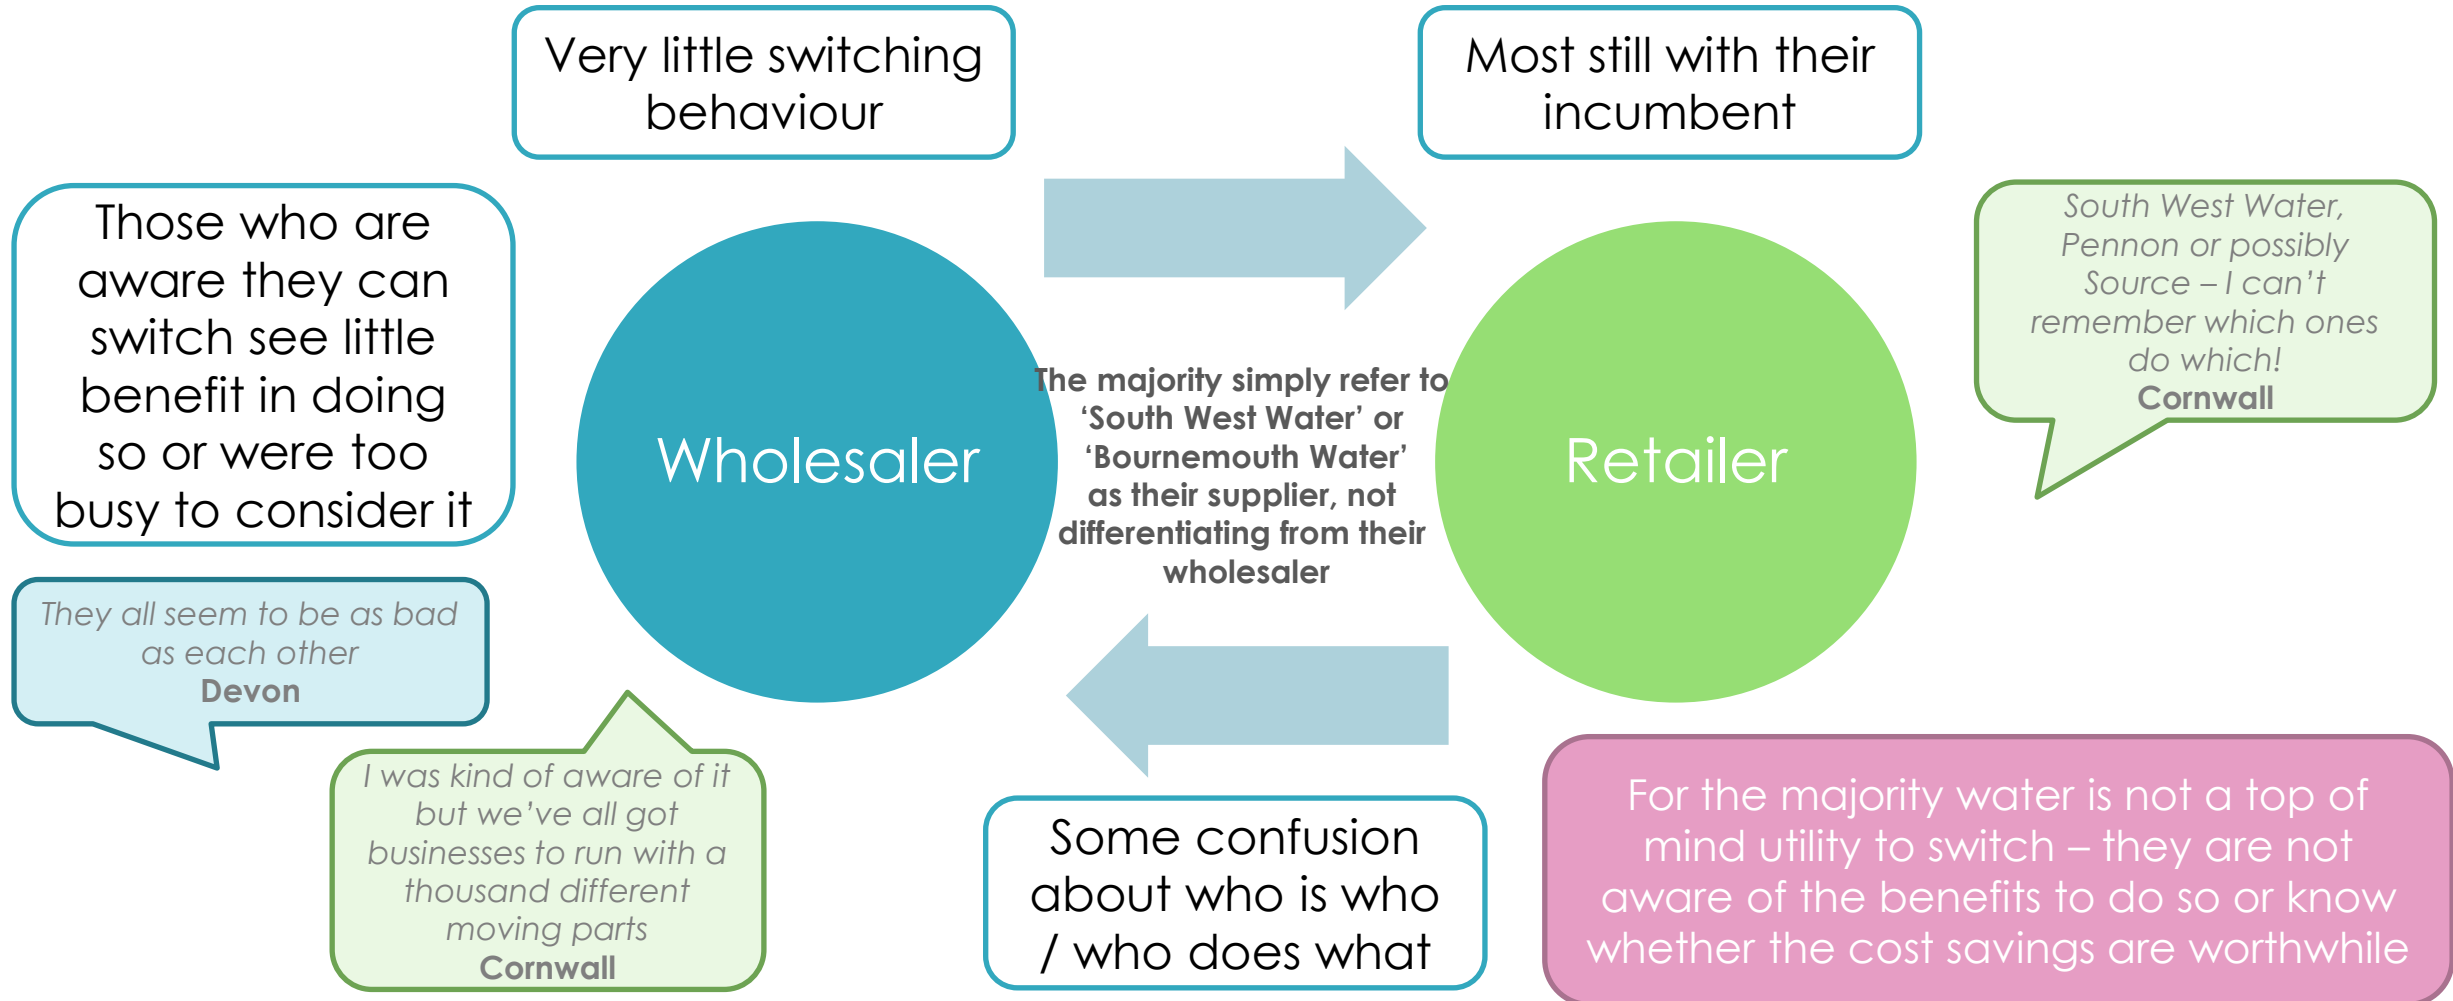 Very little switching
behaviour
Most still with their
incumbent
Those who are
aware they can
switch see little
benefit in doing
so or were too
busy to consider it
South West Water,
Pennon or possibly
Source – I can’t
remember which ones
do which!
Cornwall
Wholesaler
The majority simply refer to
‘South West Water’ or
‘Bournemouth Water’
as their supplier, not
differentiating from their
wholesaler
Retailer
They all seem to be as bad
as each other
Devon
I was kind of aware of it
but we’ve all got
businesses to run with a
thousand different
moving parts
Cornwall
Some confusion
about who is who
/ who does what
For the majority water is not a top of
mind utility to switch – they are not
aware of the benefits to do so or know
whether the cost savings are worthwhile